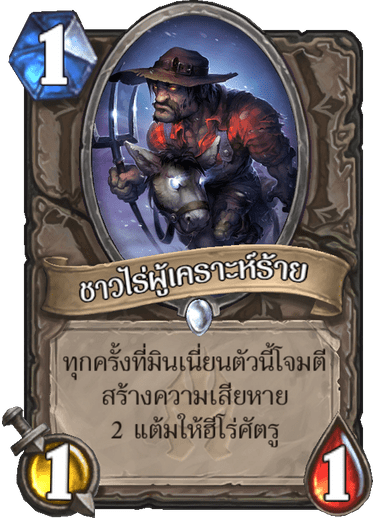 1
ชาวไร่ผู้เคราะห์ร้าย
ทุกครั้งที่มินเนี่ยนตัวนี้โจมตี
สร้างความเสียหาย
2 แต้มให้ฮีโร่ศัตรู
1
1